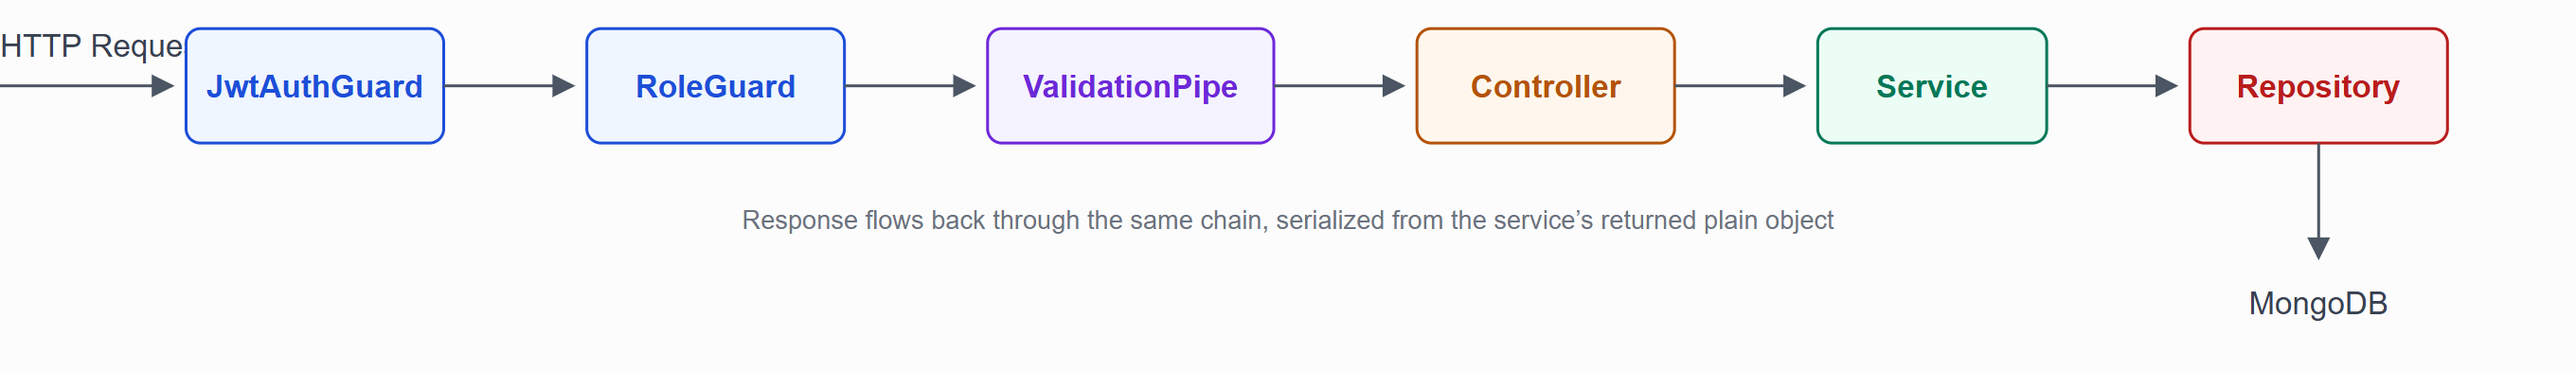 HTTP Reque
JwtAuthGuard
RoleGuard
ValidationPipe
Controller
Service
Repository
Response flows back through the same chain, serialized from the service’s returned plain object
MongoDB